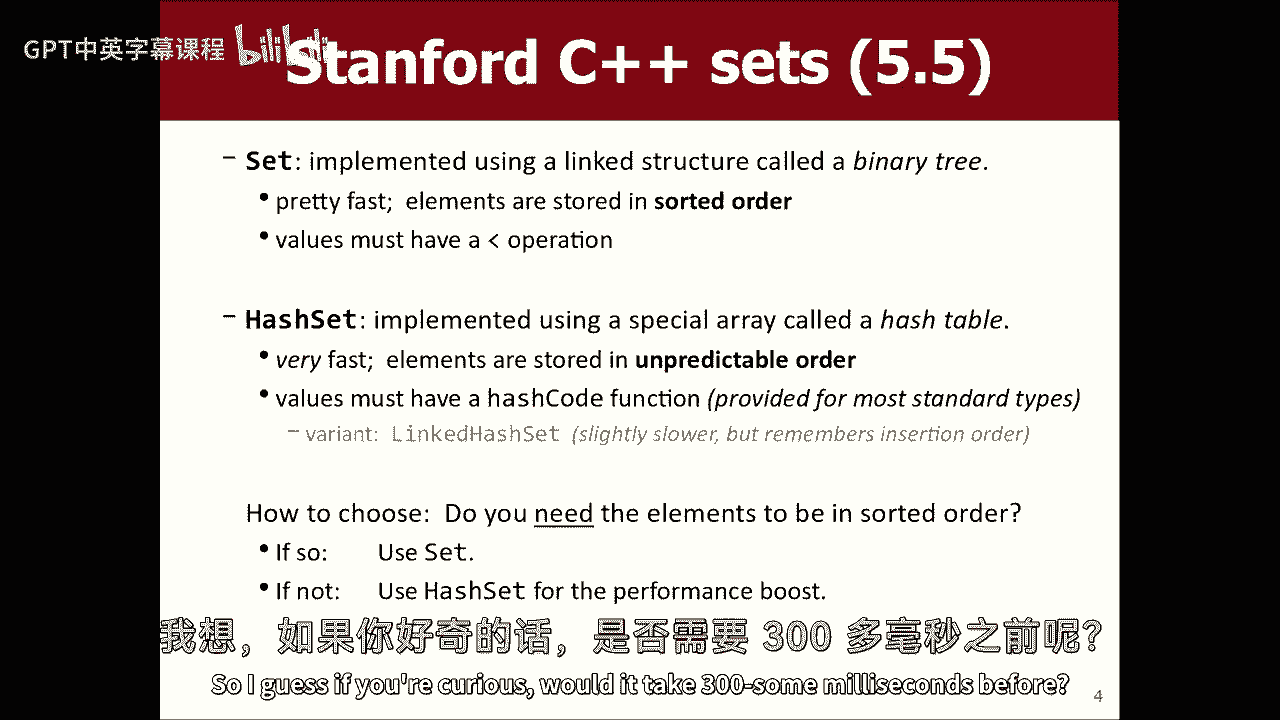 GPT中英字幕课程 bilibili
Stanford C++ sets (5.5)
– Set: implemented using a linked structure called a binary tree.
• pretty fast; elements are stored in sorted order
• values must have a < operation
– HashSet: implemented using a special array called a hash table.
• very fast; elements are stored in unpredictable order
• values must have a hashCode function (provided for most standard types)
– variant: LinkedHashSet (slightly slower, but remembers insertion order)
How to choose: Do you need the elements to be in sorted order?
• If so: Use Set.
• If not: Use HashSet for the performance boost.
我想，如果你好奇的话，是否需要 300 多毫秒之前呢？
So I guess if you're curious, would it take 300-some milliseconds before?
4